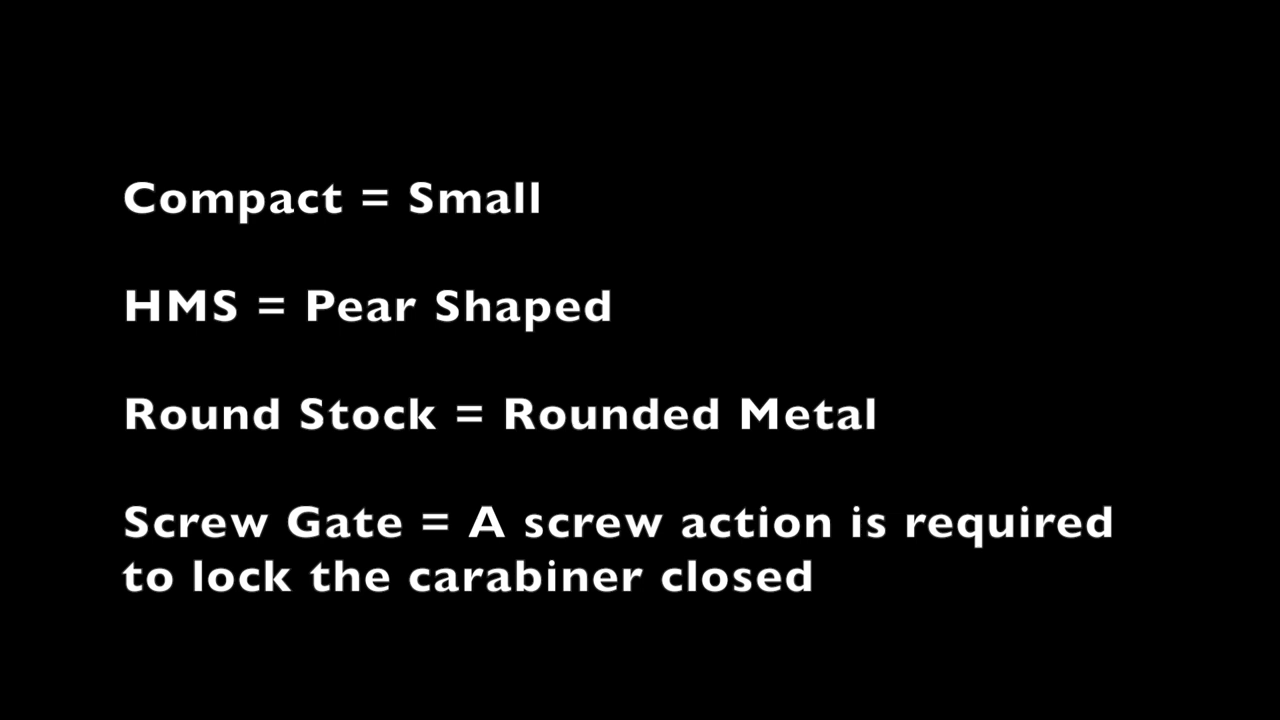 Compact = Small
HMS = Pear Shaped
Round Stock = Rounded Metal
Screw Gate = A screw action is required
to lock the carabiner closed